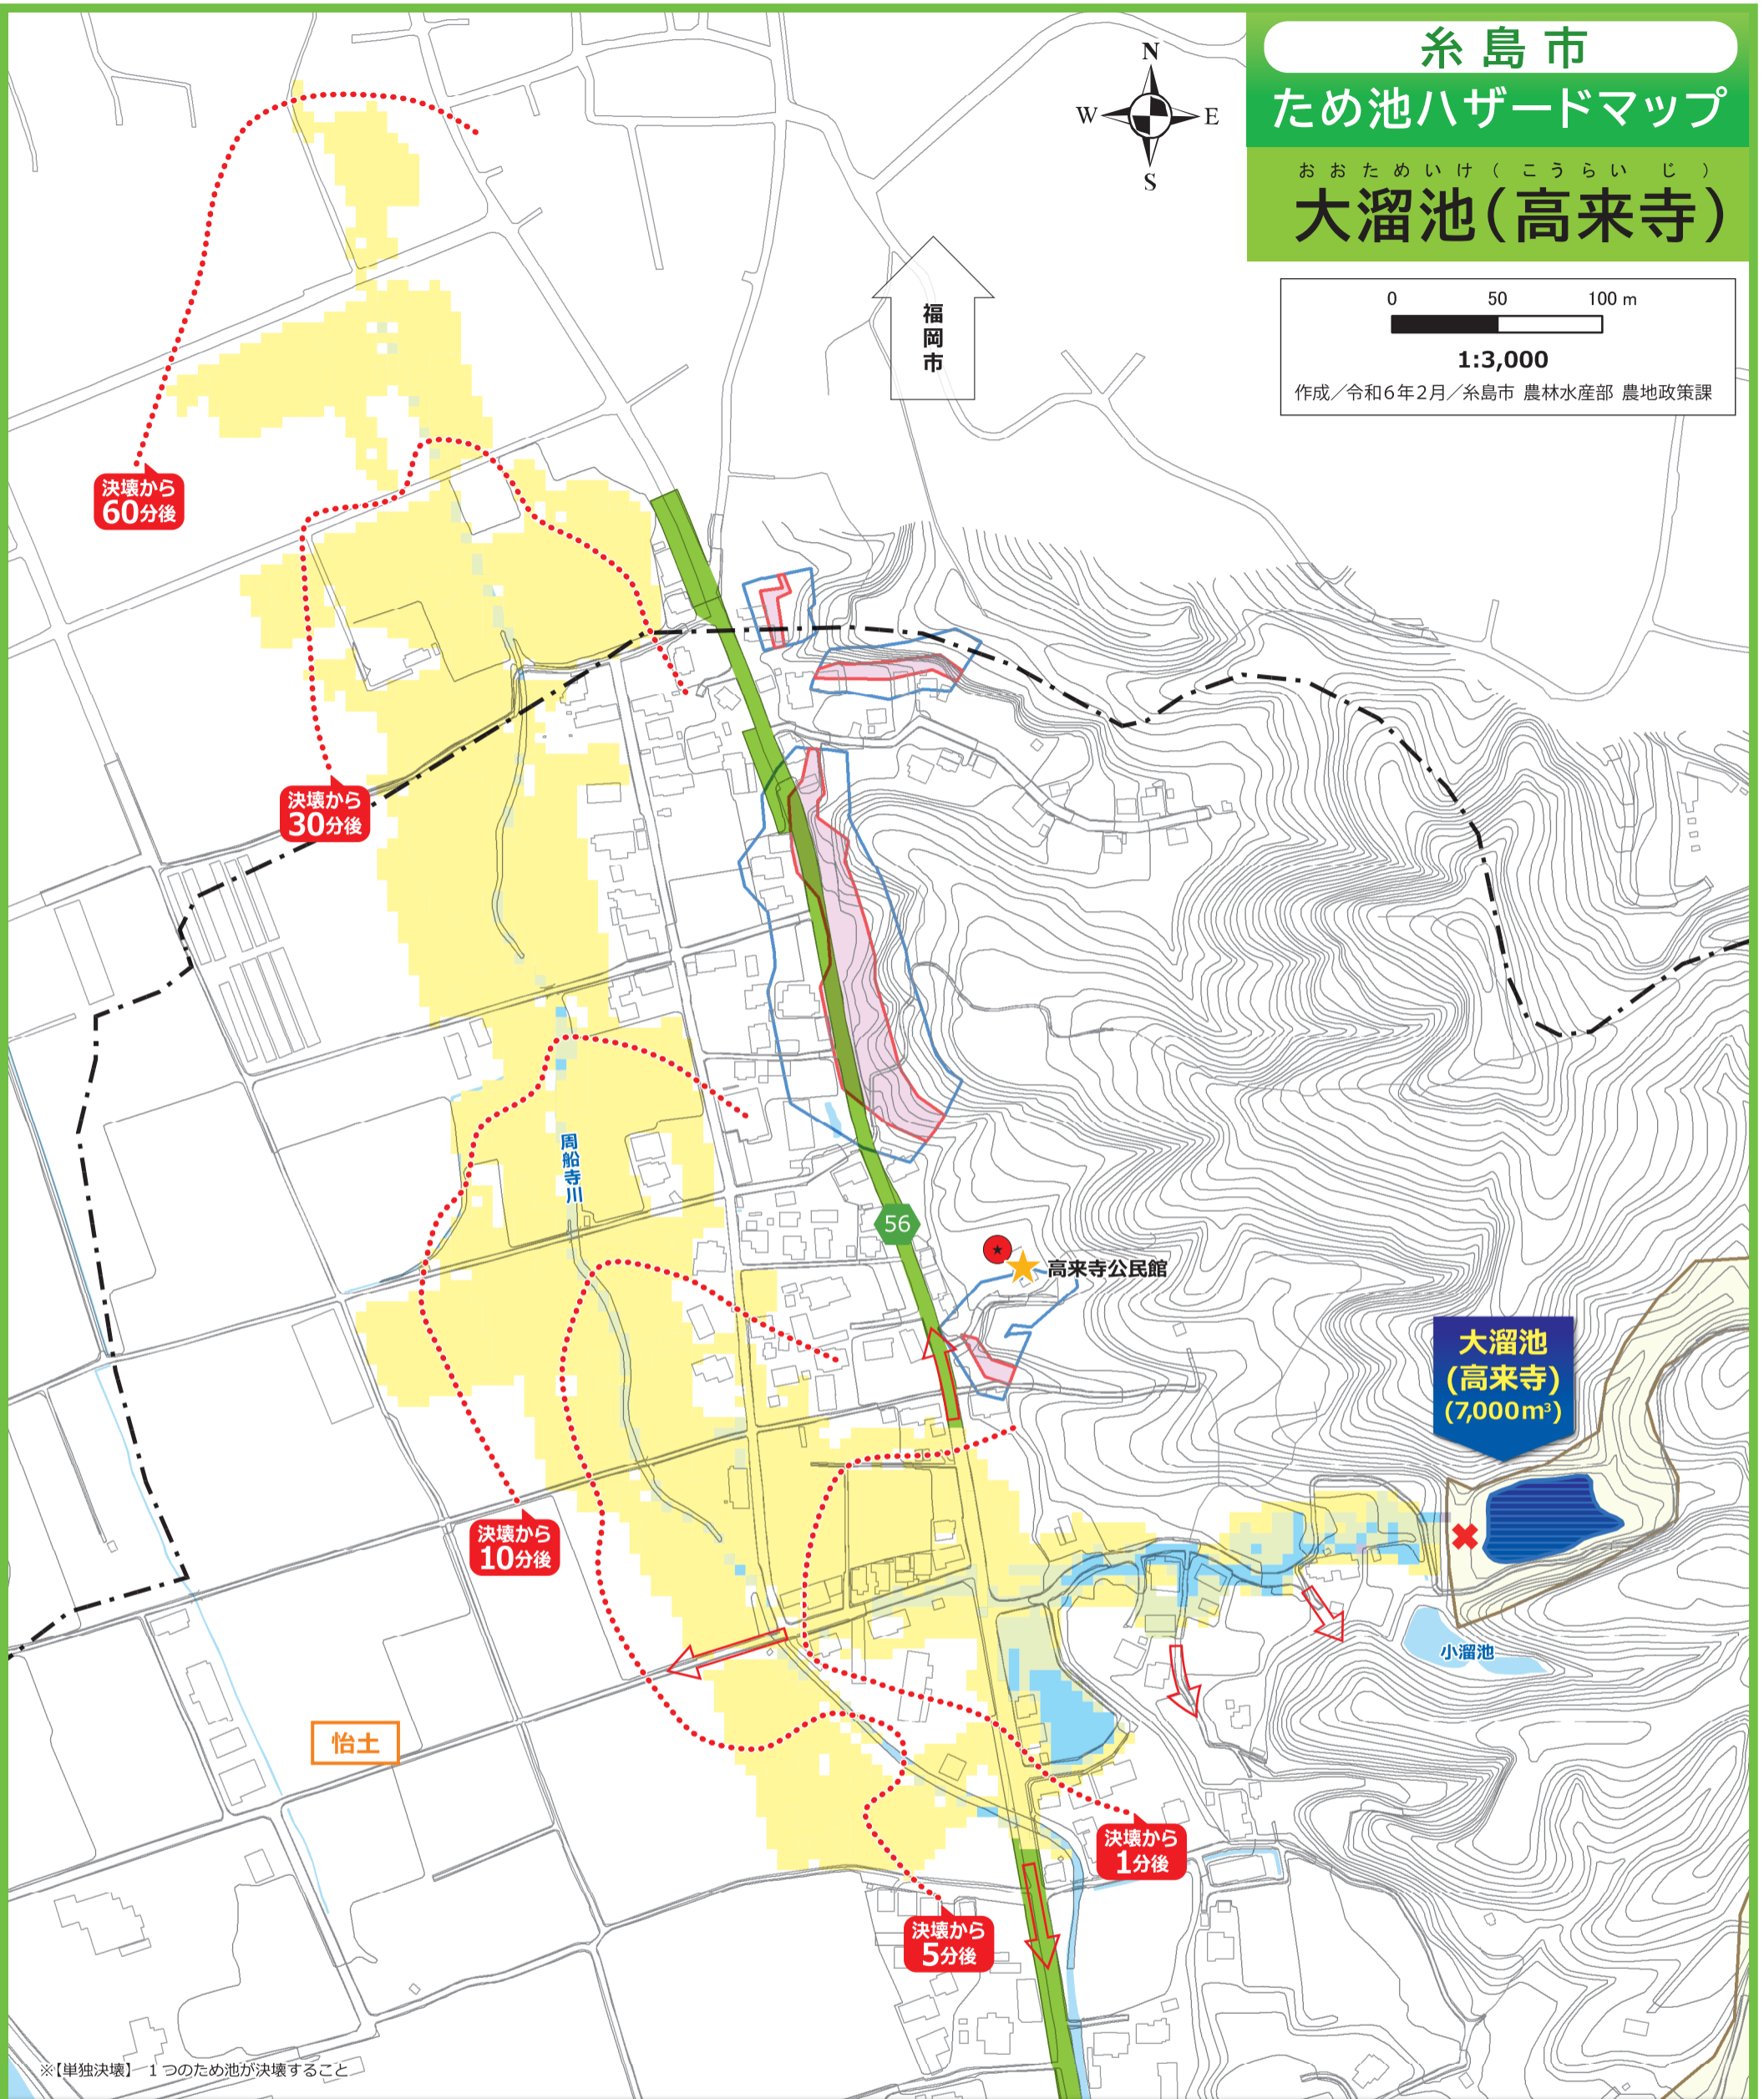 糸島市
ため池ハザードマップ
おおためいけ（こうらいじ）
大溜池（高来寺）
N
W E
S
0 50 100 m
1:3,000
作成／令和6年2月／糸島市 農林水産部 農地政策課
福岡市
決壊から
60分後
決壊から
30分後
周船寺川
56
高来寺公民館
大溜池
(高来寺)
(7,000m³)
決壊から
10分後
小溜池
怡土
決壊から
1分後
決壊から
5分後
※【単独決壊】 1つのため池が決壊すること